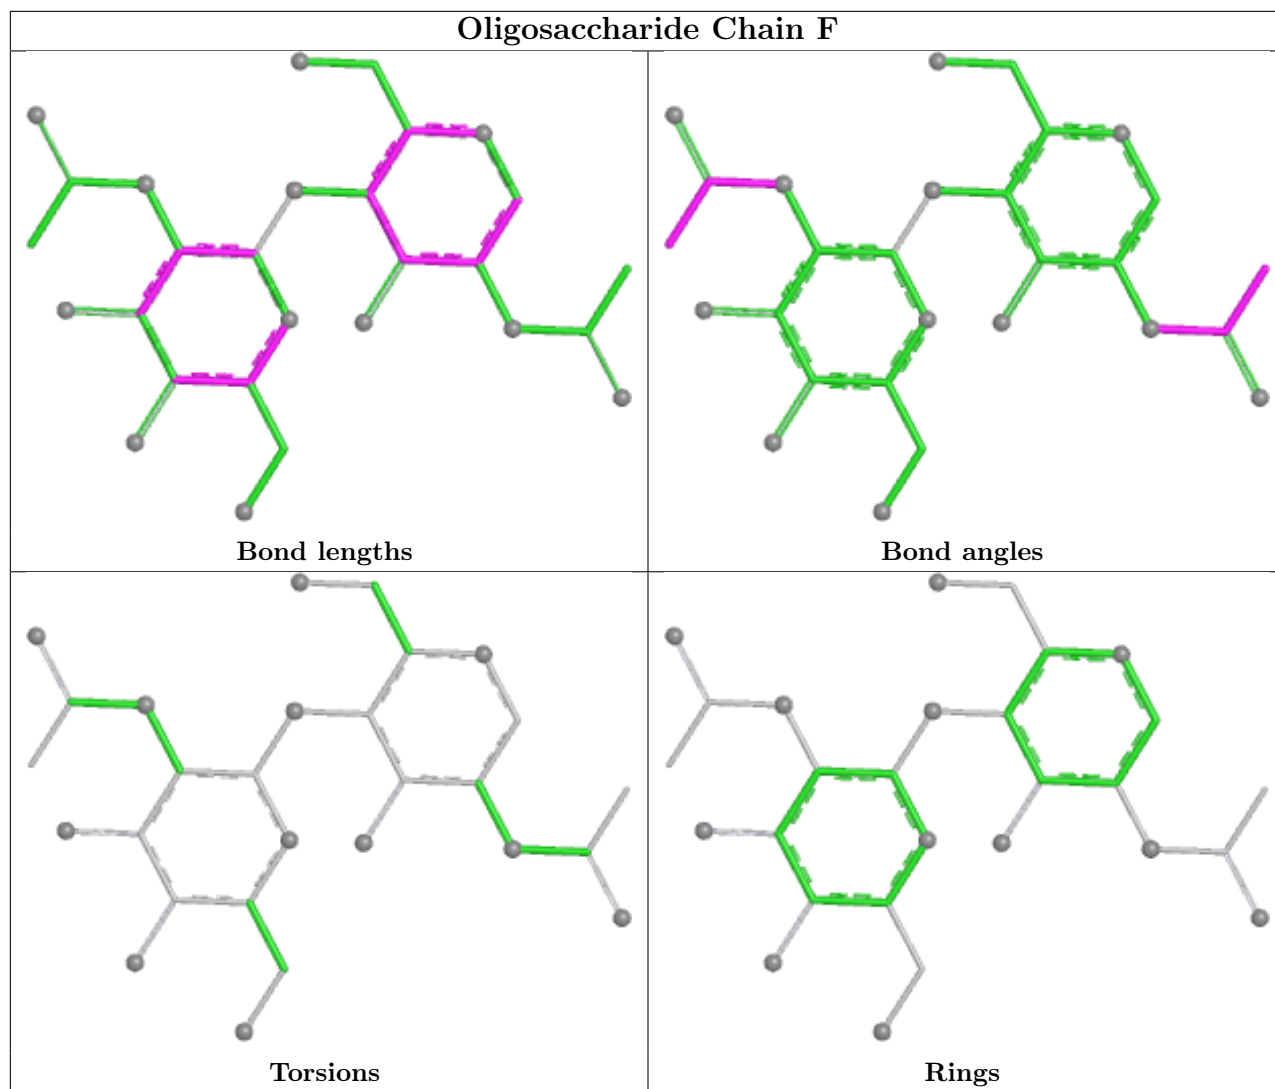 Oligosaccharide Chain F
Bond lengths
Bond angles
Torsions
Rings